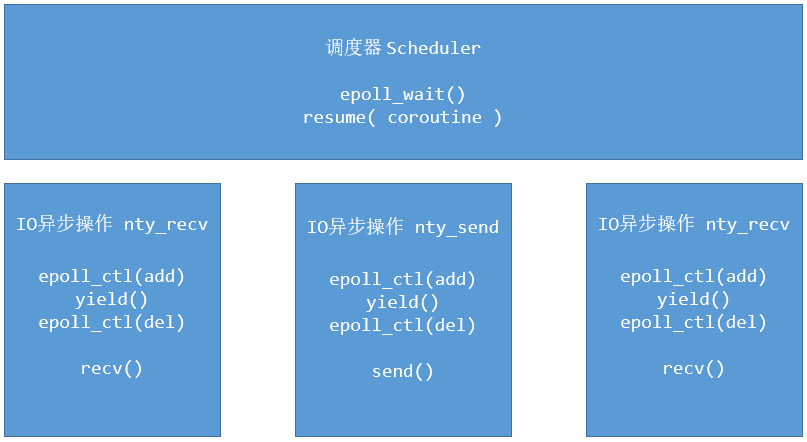 调度器 Scheduler
epoll_wait()
resume( coroutine )
IO异步操作 nty_recv
epoll_ctl(add)
yield()
epoll_ctl(del)
recv()
IO异步操作 nty_send
epoll_ctl(add)
yield()
epoll_ctl(del)
send()
IO异步操作 nty_recv
epoll_ctl(add)
yield()
epoll_ctl(del)
recv()